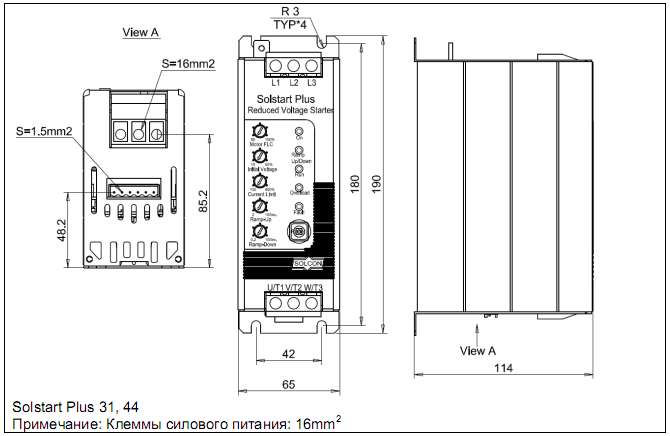 View A
S=16mm2
S=1.5mm2
85.2
48.2
R 3
TYP*4
L1 L2 L3
Solstart Plus
Reduced Voltage Starter
Motor FLC
Initial Voltage
Current Limit
Ramp-Up
Ramp-Down
On
Ramp
Up/Down
Run
Overload
Fault
SOLCON
U/T1 V/T2 W/T3
180
190
42
65
View A
114
Solstart Plus 31, 44
Примечание: Клеммы силового питания: 16mm2